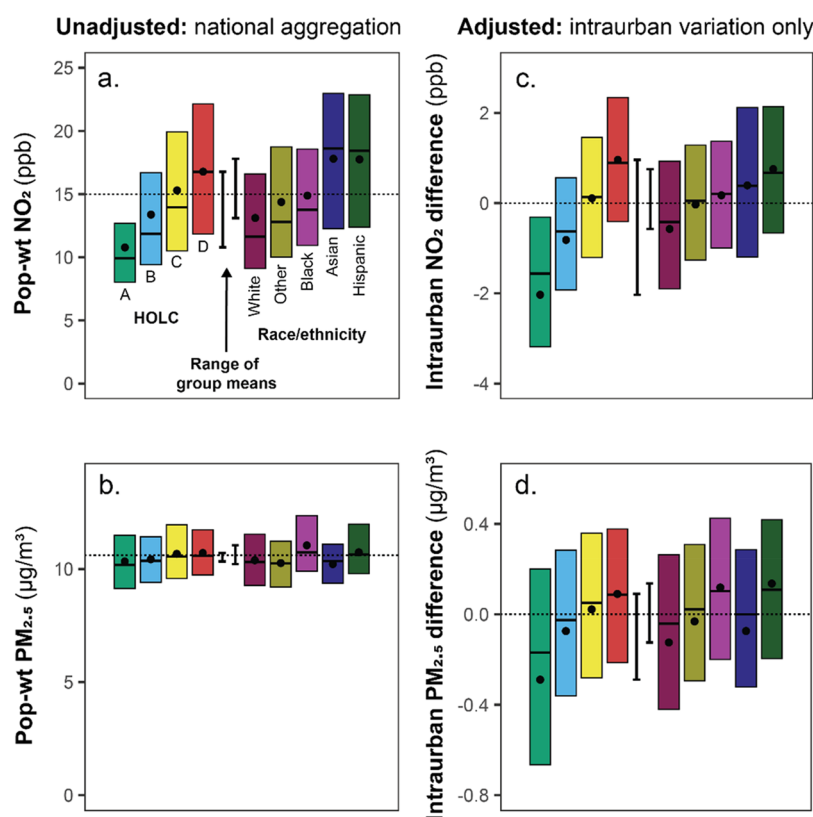 Unadjusted: national aggregation
Adjusted: intraurban variation only
a.
Pop-wt NO₂ (ppb)
25
20
15
10
5
0
A
B
C
D
HOLC
White
Other
Black
Asian
Hispanic
Race/ethnicity
Range of
group means
c.
Intraurban NO₂ difference (ppb)
2
0
-2
-4
b.
Pop-wt PM₂.₅ (µg/m³)
10
5
0
d.
Intraurban PM₂.₅ difference (µg/m³)
0.4
0.0
-0.4
-0.8